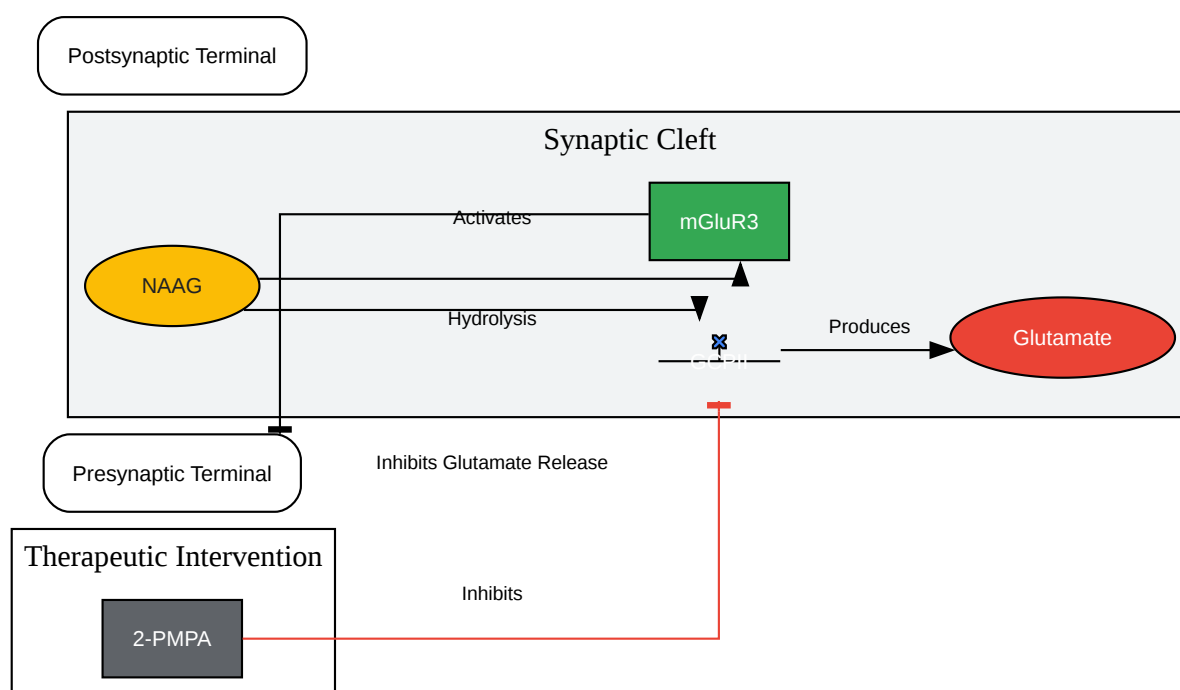 Postsynaptic Terminal
Synaptic Cleft
mGluR3
Activates
NAAG
Hydrolysis
Produces
Glutamate
GCPII
Presynaptic Terminal
Inhibits Glutamate Release
Therapeutic Intervention
Inhibits
2-PMPA